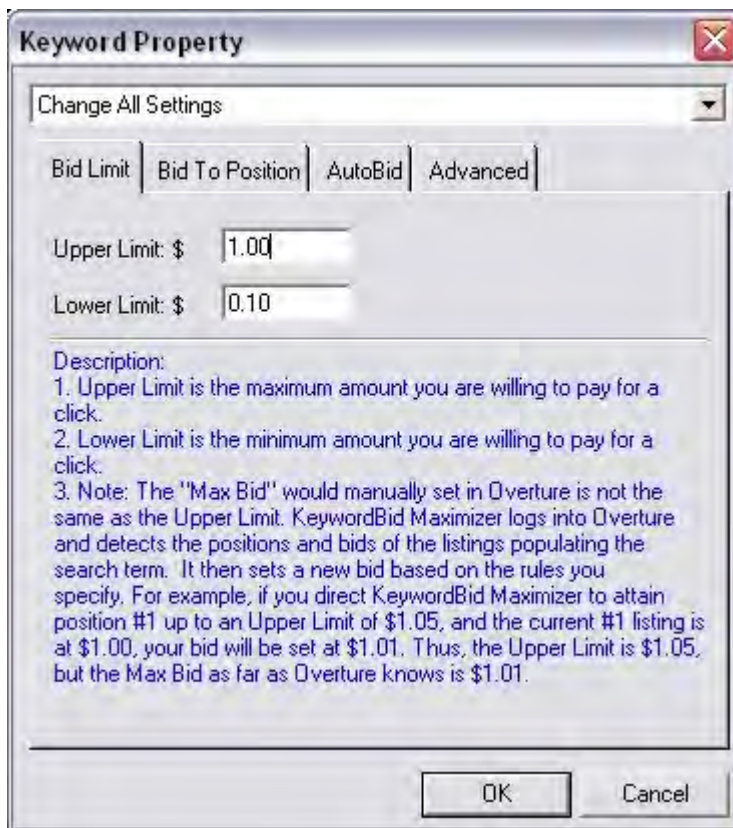 Keyword Property
Change All Settings
Bid Limit Bid To Position AutoBid Advanced
Upper Limit: $ 1.00
Lower Limit: $ 0.10
Description:
1. Upper Limit is the maximum amount you are willing to pay for a
click.
2. Lower Limit is the minimum amount you are willing to pay for a
click.
3. Note: The "Max Bid" would manually set in Overture is not the
same as the Upper Limit. KeywordBid Maximizer logs into Overture
and detects the positions and bids of the listings populating the
search term.  It then sets a new bid based on the rules you
specify. For example, if you direct KeywordBid Maximizer to attain
position #1 up to an Upper Limit of $1.05, and the current #1 listing is
at $1.00, your bid will be set at $1.01. Thus, the Upper Limit is $1.05,
but the Max Bid as far as Overture knows is $1.01.
OK Cancel